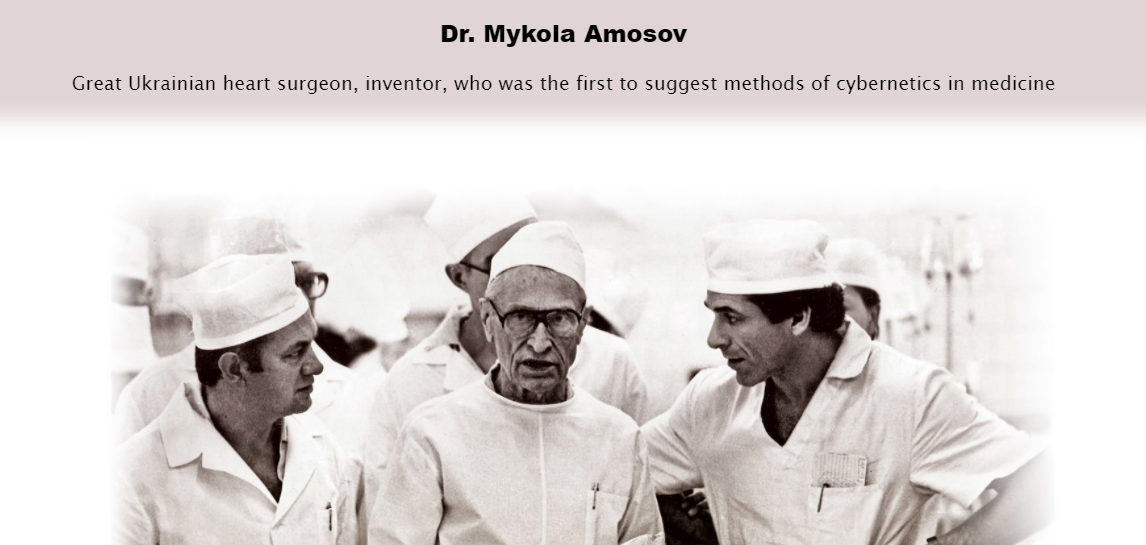 Dr. Mykola Amosov
Great Ukrainian heart surgeon, inventor, who was the first to suggest methods of cybernetics in medicine